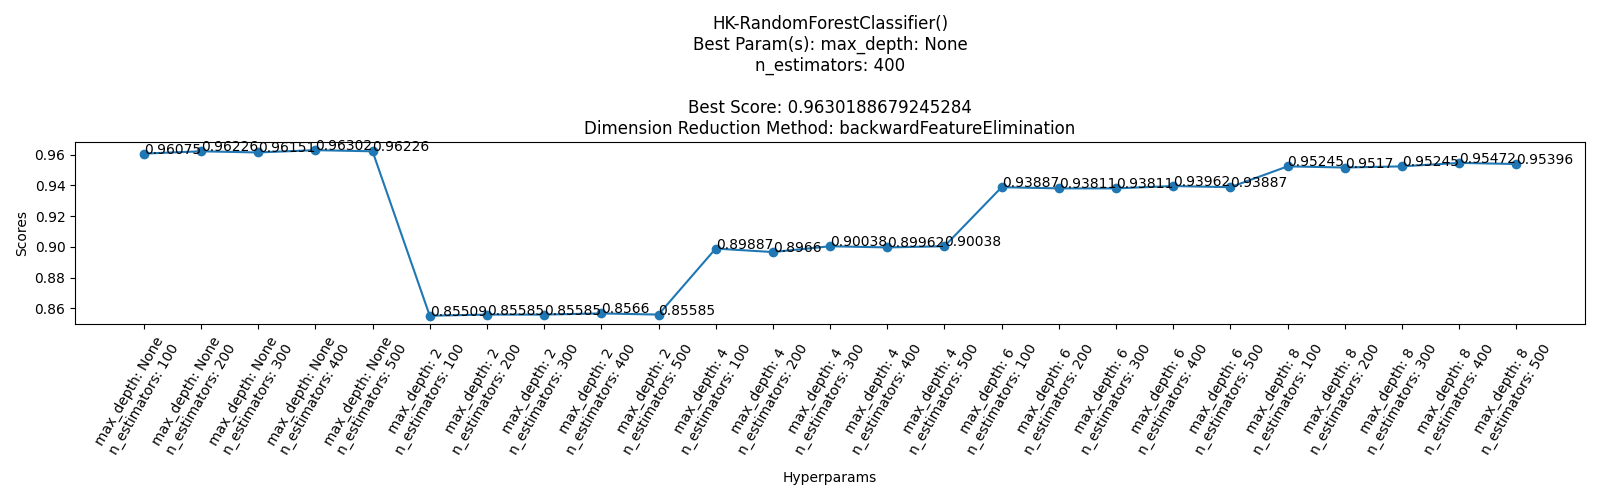 HK-RandomForestClassifier()
Best Param(s): max_depth: None
n_estimators: 400
Best Score: 0.9630188679245284
Dimension Reduction Method: backwardFeatureElimination
Scores
0.96
0.94
0.92
0.90
0.88
0.86
0.96075
0.96226
0.96151
0.96302
0.96226
0.85509
0.85585
0.85585
0.8566
0.85585
0.89887
0.8966
0.90038
0.89962
0.90038
0.93887
0.93811
0.93811
0.93962
0.93887
0.95245
0.9517
0.95245
0.95472
0.95396
max_depth: None
n_estimators: 100
max_depth: None
n_estimators: 200
max_depth: None
n_estimators: 300
max_depth: None
n_estimators: 400
max_depth: None
n_estimators: 500
max_depth: 2
n_estimators: 100
max_depth: 2
n_estimators: 200
max_depth: 2
n_estimators: 300
max_depth: 2
n_estimators: 400
max_depth: 2
n_estimators: 500
max_depth: 4
n_estimators: 100
max_depth: 4
n_estimators: 200
max_depth: 4
n_estimators: 300
max_depth: 4
n_estimators: 400
max_depth: 4
n_estimators: 500
max_depth: 6
n_estimators: 100
max_depth: 6
n_estimators: 200
max_depth: 6
n_estimators: 300
max_depth: 6
n_estimators: 400
max_depth: 6
n_estimators: 500
max_depth: 8
n_estimators: 100
max_depth: 8
n_estimators: 200
max_depth: 8
n_estimators: 300
max_depth: 8
n_estimators: 400
max_depth: 8
n_estimators: 500
Hyperparams